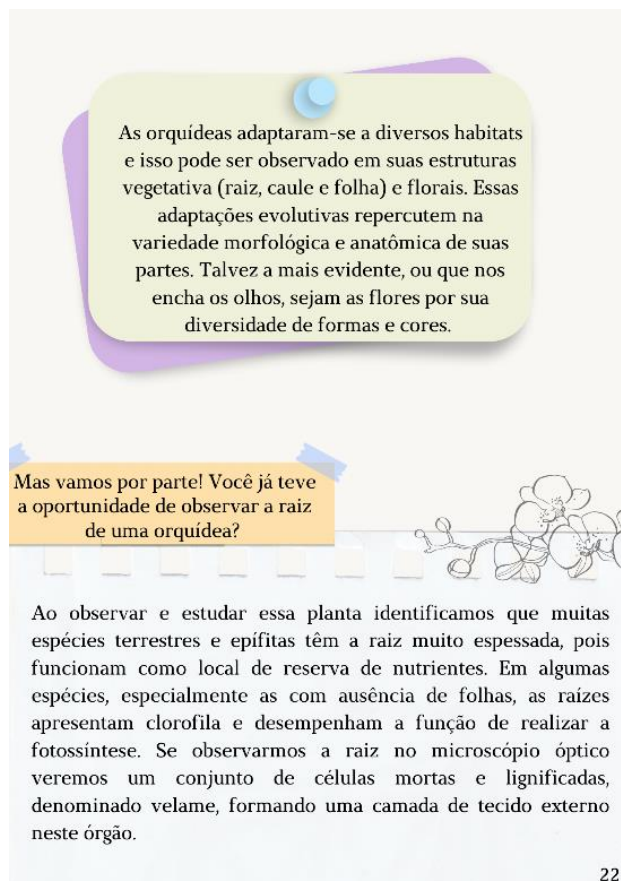 As orquídeas adaptaram-se a diversos habitats
e isso pode ser observado em suas estruturas
vegetativa (raiz, caule e folha) e florais. Essas
adaptações evolutivas repercutem na
variedade morfológica e anatômica de suas
partes. Talvez a mais evidente, ou que nos
encha os olhos, sejam as flores por sua
diversidade de formas e cores.
Mas vamos por parte! Você já teve
a oportunidade de observar a raiz
de uma orquídea?
Ao observar e estudar essa planta identificamos que muitas
espécies terrestres e epífitas têm a raiz muito espessada, pois
funcionam como local de reserva de nutrientes. Em algumas
espécies, especialmente as com ausência de folhas, as raízes
apresentam clorofila e desempenham a função de realizar a
fotossíntese. Se observarmos a raiz no microscópio óptico
veremos um conjunto de células mortas e lignificadas,
denominado velame, formando uma camada de tecido externo
neste órgão.
22